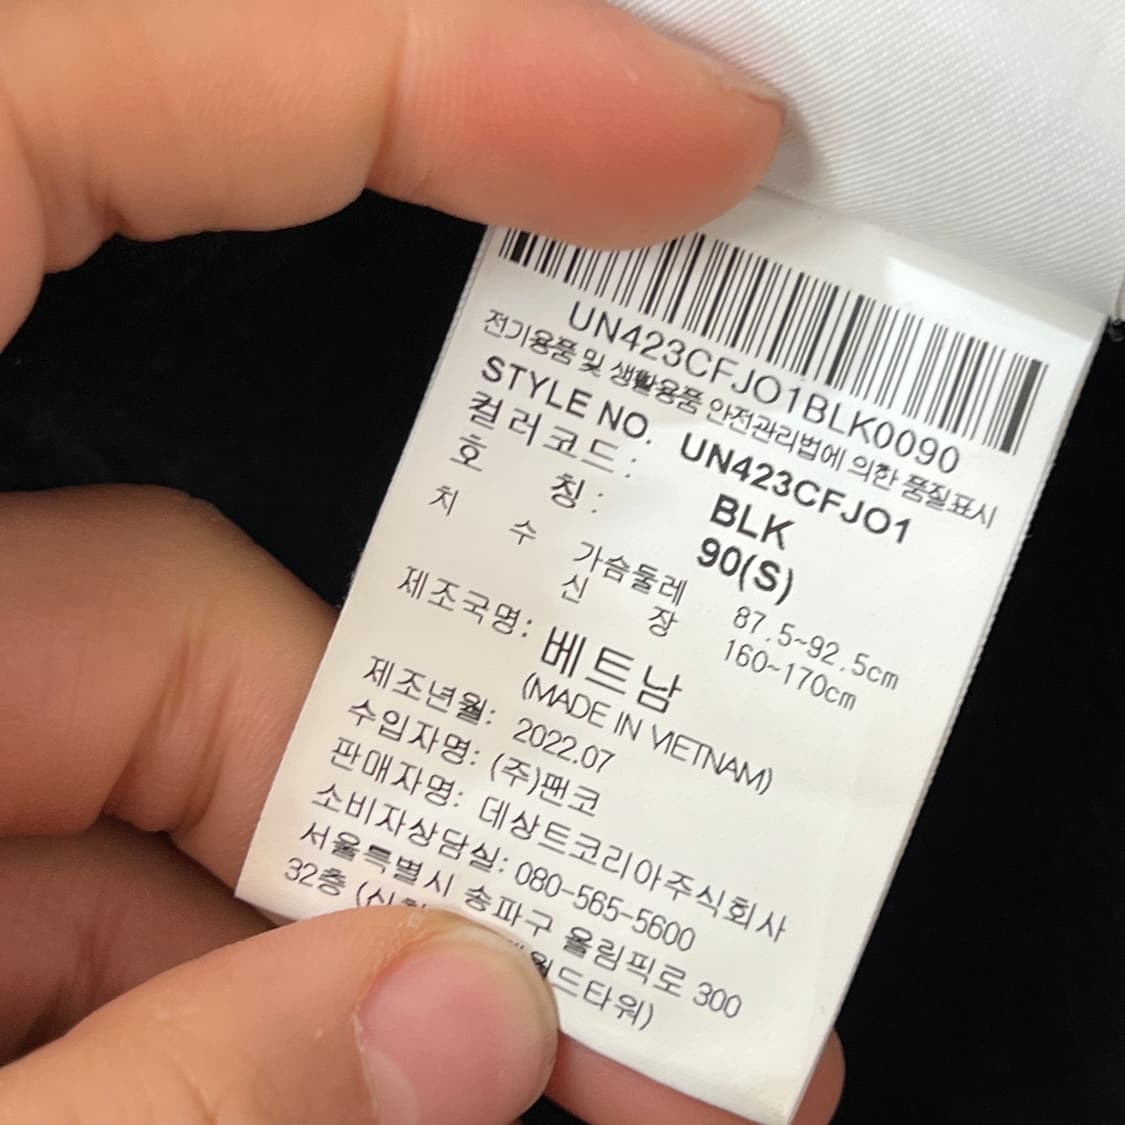 UN423CFJO1BLK0090
전기용품 및 생활용품 안전관리법에 의한 품질표시
STYLE NO. UN423CFJO1
컬러코드 : BLK
호 칭 : 90(S)
치 수 가슴둘레 87.5~92.5cm
신 장 160~170cm
제조국명: 베트남
(MADE IN VIETNAM)
제조년월: 2022.07
수입자명: (주)팬코
판매자명: 데상트코리아주식회사
소비자상담실: 080-565-5600
서울특별시 송파구 올림픽로 300
32층